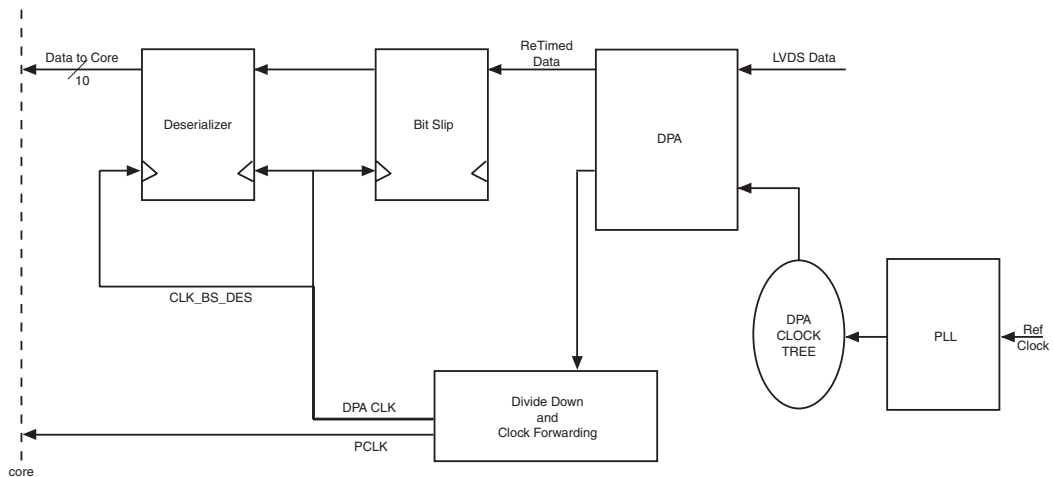 Data to Core
10
Deserializer
Bit Slip
ReTimed
Data
DPA
LVDS Data
CLK_BS_DES
DPA
CLOCK
TREE
PLL
Ref
Clock
DPA CLK
Divide Down
and
Clock Forwarding
PCLK
core